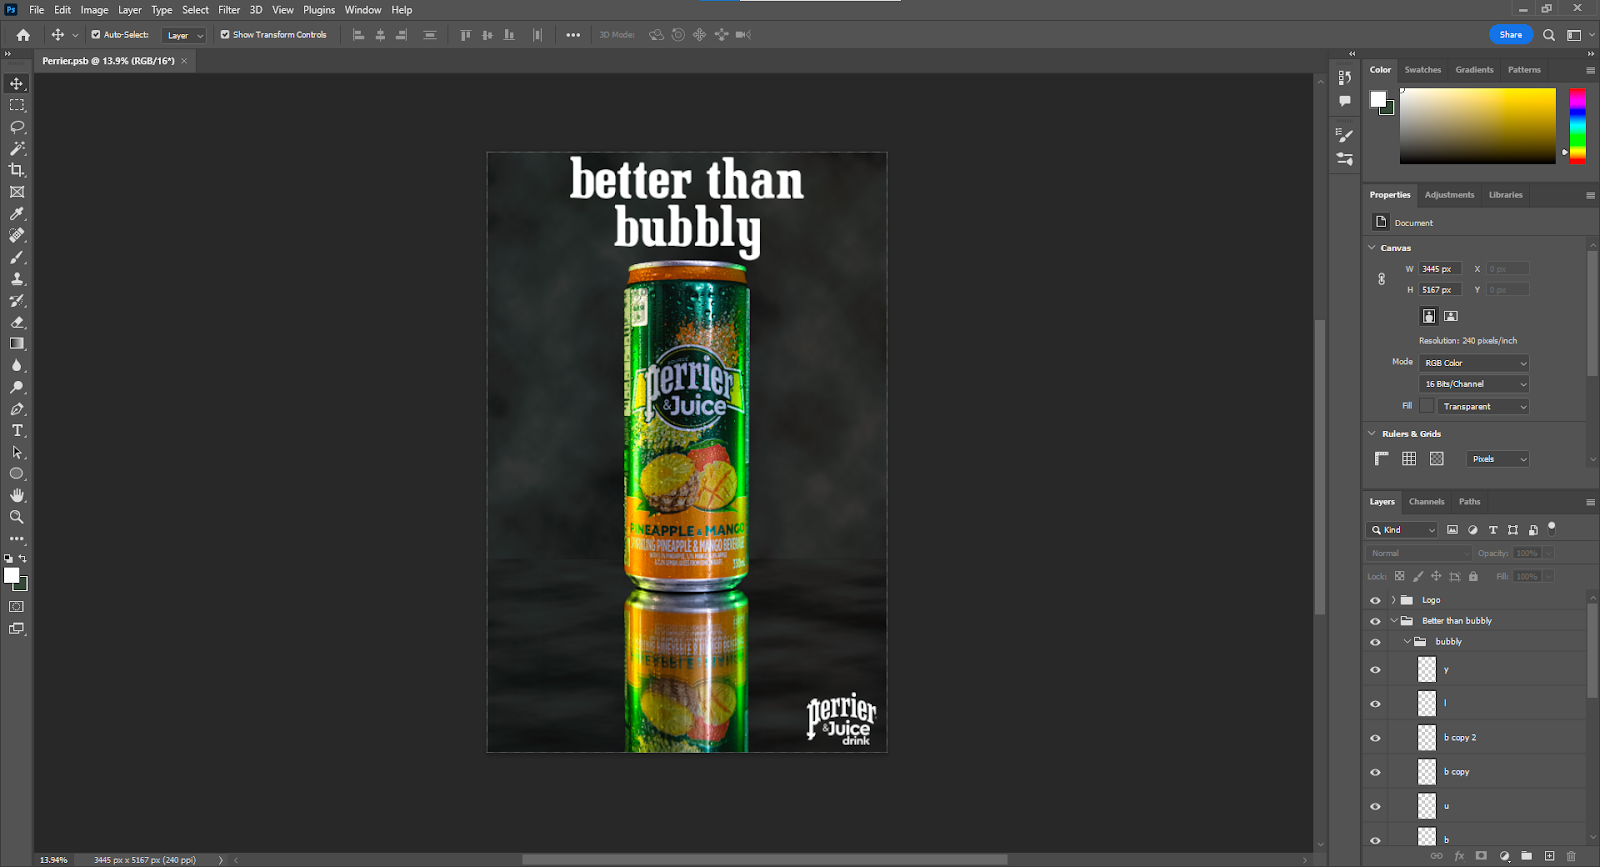 Ps File Edit Image Layer Type Select Filter 3D View Plugins Window Help
Auto-Select: Layer Show Transform Controls ••• 3D Mode: Share
Perrier.psb @ 13.9% (RGB/16*) ×
better than
bubbly
perrier
&Juice
PINEAPPLE & MANGO
SPARKLING PINEAPPLE & MANGO BEVERAGE
perrier
&Juice
drink
Color Swatches Gradients Patterns
Properties Adjustments Libraries
Document
Canvas
W 3445 px X 0 px
H 5167 px Y 0 px
Resolution: 240 pixels/inch
Mode RGB Color
16 Bits/Channel
Fill Transparent
Rulers & Grids
Pixels
Layers Channels Paths
Kind
Normal Opacity: 100%
Lock: Fill: 100%
Logo
Better than bubbly
bubbly
y
l
b copy 2
b copy
u
b
13.94% 3445 px x 5167 px (240 ppi)